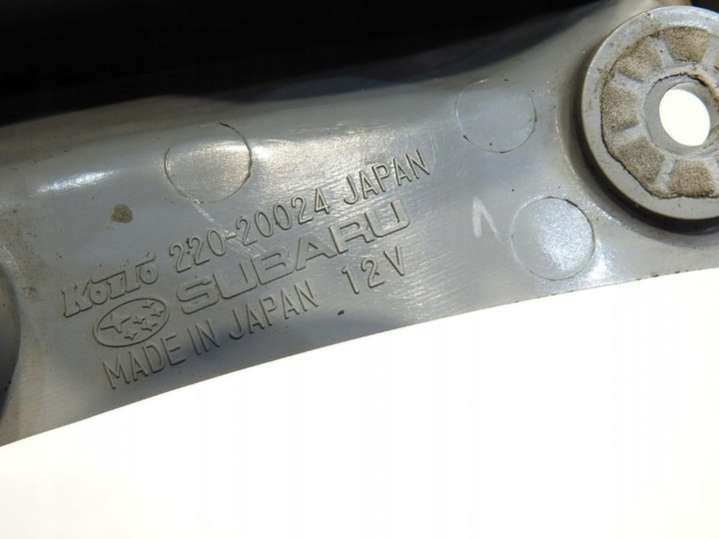 KOITO 220-20024 JAPAN
SUBARU
MADE IN JAPAN 12V